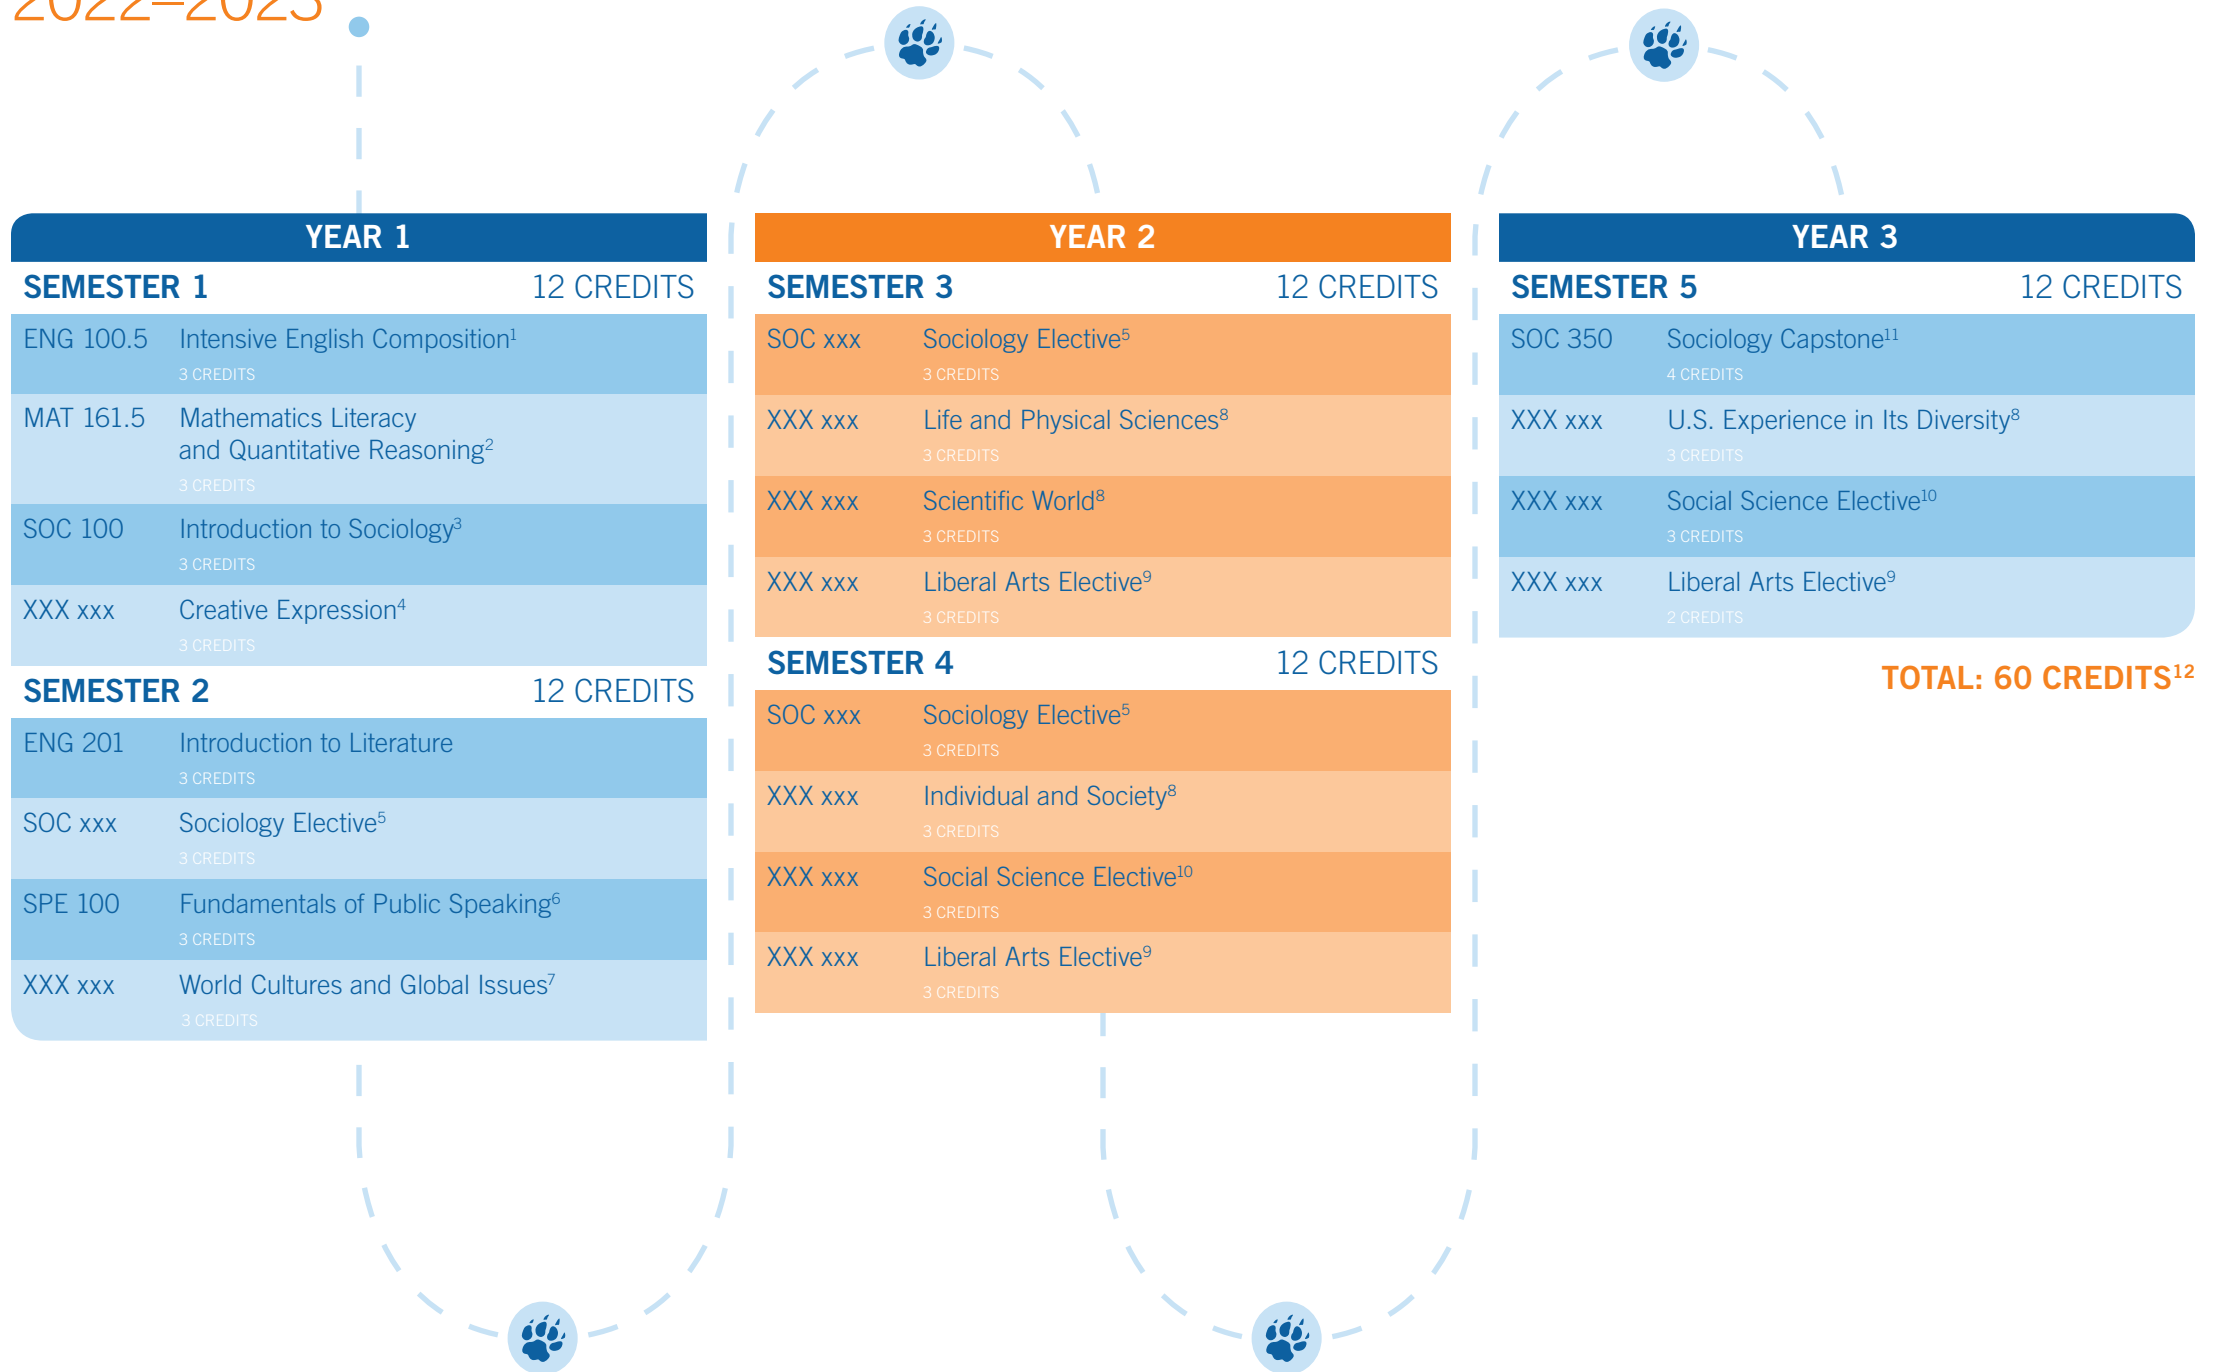 2022–2023
YEAR 1
SEMESTER 1 12 CREDITS
ENG 100.5 Intensive English Composition¹
3 CREDITS
MAT 161.5 Mathematics Literacy
and Quantitative Reasoning²
3 CREDITS
SOC 100 Introduction to Sociology³
3 CREDITS
XXX xxx Creative Expression⁴
3 CREDITS
SEMESTER 2 12 CREDITS
ENG 201 Introduction to Literature
3 CREDITS
SOC xxx Sociology Elective⁵
3 CREDITS
SPE 100 Fundamentals of Public Speaking⁶
3 CREDITS
XXX xxx World Cultures and Global Issues⁷
3 CREDITS
YEAR 2
SEMESTER 3 12 CREDITS
SOC xxx Sociology Elective⁵
3 CREDITS
XXX xxx Life and Physical Sciences⁸
3 CREDITS
XXX xxx Scientific World⁸
3 CREDITS
XXX xxx Liberal Arts Elective⁹
3 CREDITS
SEMESTER 4 12 CREDITS
SOC xxx Sociology Elective⁵
3 CREDITS
XXX xxx Individual and Society⁸
3 CREDITS
XXX xxx Social Science Elective¹⁰
3 CREDITS
XXX xxx Liberal Arts Elective⁹
3 CREDITS
YEAR 3
SEMESTER 5 12 CREDITS
SOC 350 Sociology Capstone¹¹
4 CREDITS
XXX xxx U.S. Experience in Its Diversity⁸
3 CREDITS
XXX xxx Social Science Elective¹⁰
3 CREDITS
XXX xxx Liberal Arts Elective⁹
2 CREDITS
TOTAL: 60 CREDITS¹²